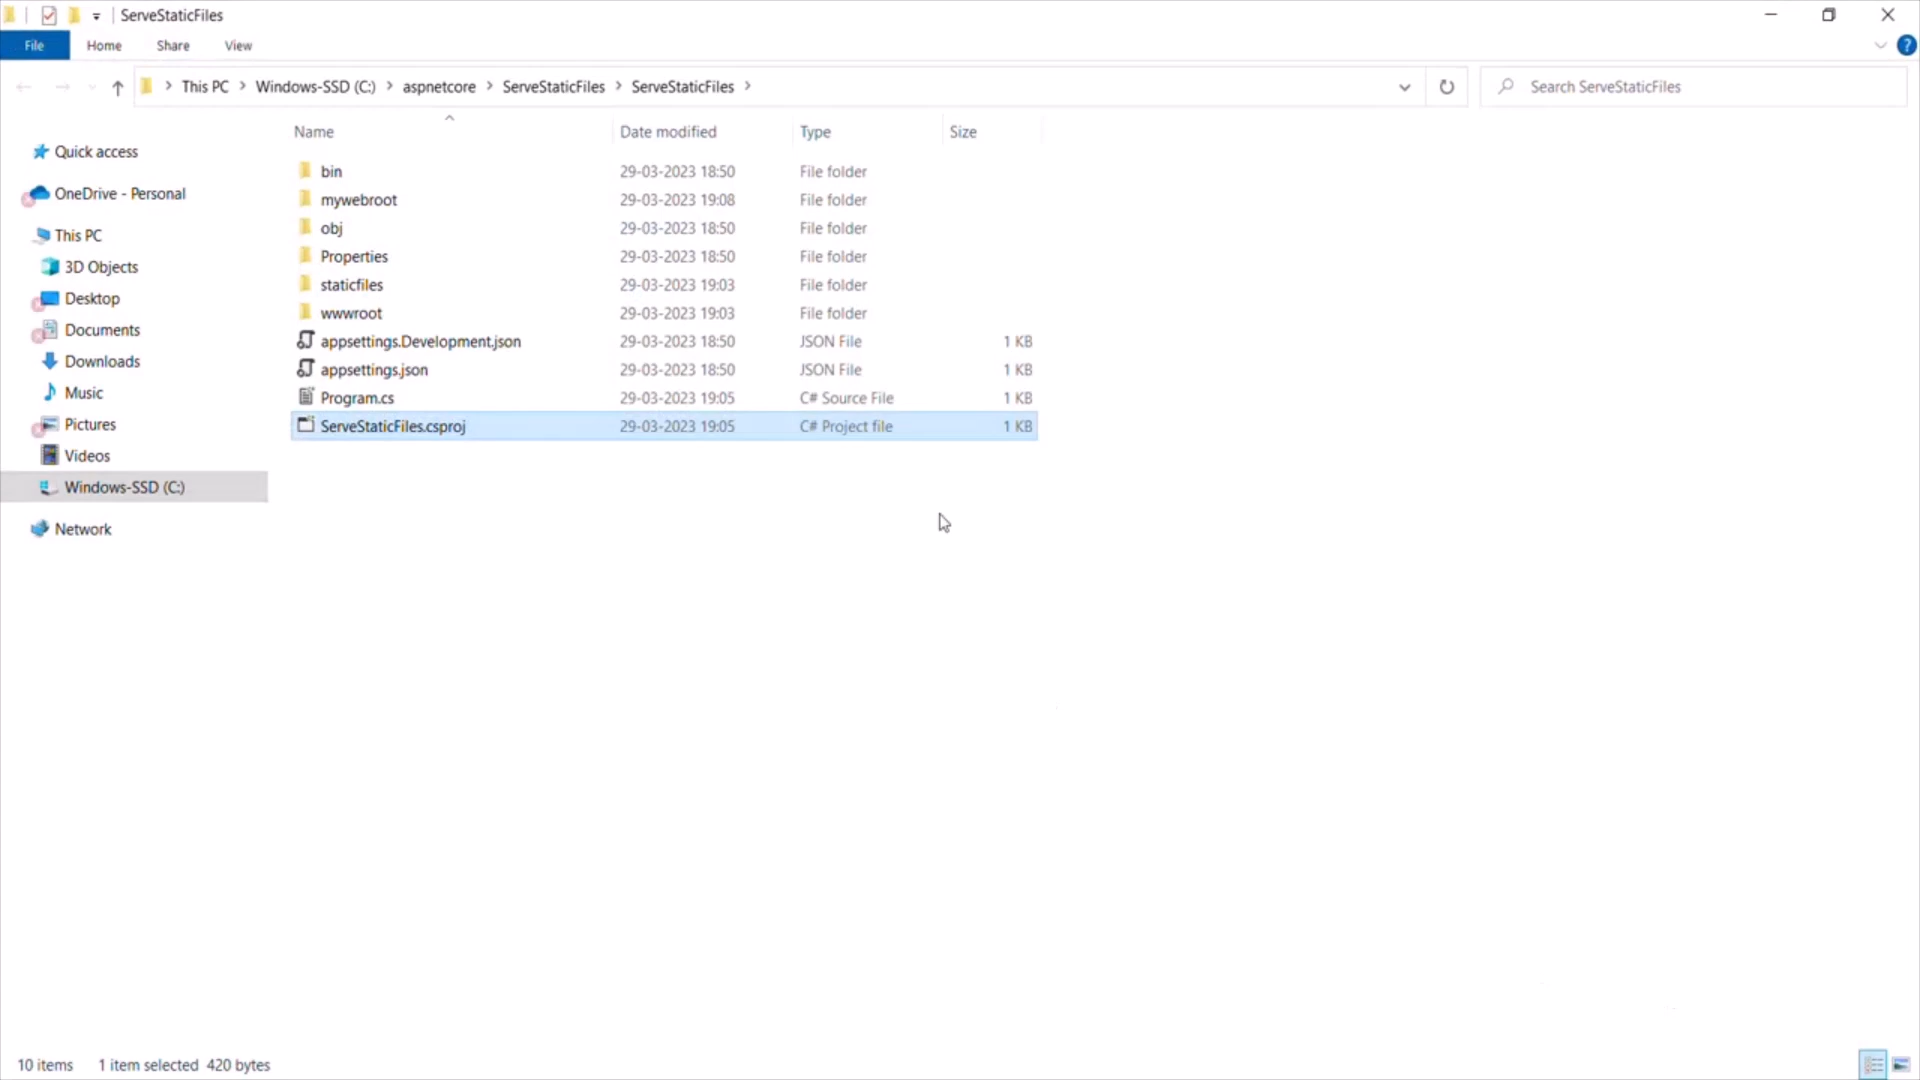 ServeStaticFiles
File Home Share View
This PC Windows-SSD (C:) aspnetcore ServeStaticFiles ServeStaticFiles
Search ServeStaticFiles
Name Date modified Type Size
Quick access
OneDrive - Personal
This PC
3D Objects
Desktop
Documents
Downloads
Music
Pictures
Videos
Windows-SSD (C:)
Network
bin 29-03-2023 18:50 File folder
mywebroot 29-03-2023 19:08 File folder
obj 29-03-2023 18:50 File folder
Properties 29-03-2023 18:50 File folder
staticfiles 29-03-2023 19:03 File folder
wwwroot 29-03-2023 19:03 File folder
appsettings.Development.json 29-03-2023 18:50 JSON File 1 KB
appsettings.json 29-03-2023 18:50 JSON File 1 KB
Program.cs 29-03-2023 19:05 C# Source File 1 KB
ServeStaticFiles.csproj 29-03-2023 19:05 C# Project file 1 KB
10 items 1 item selected 420 bytes